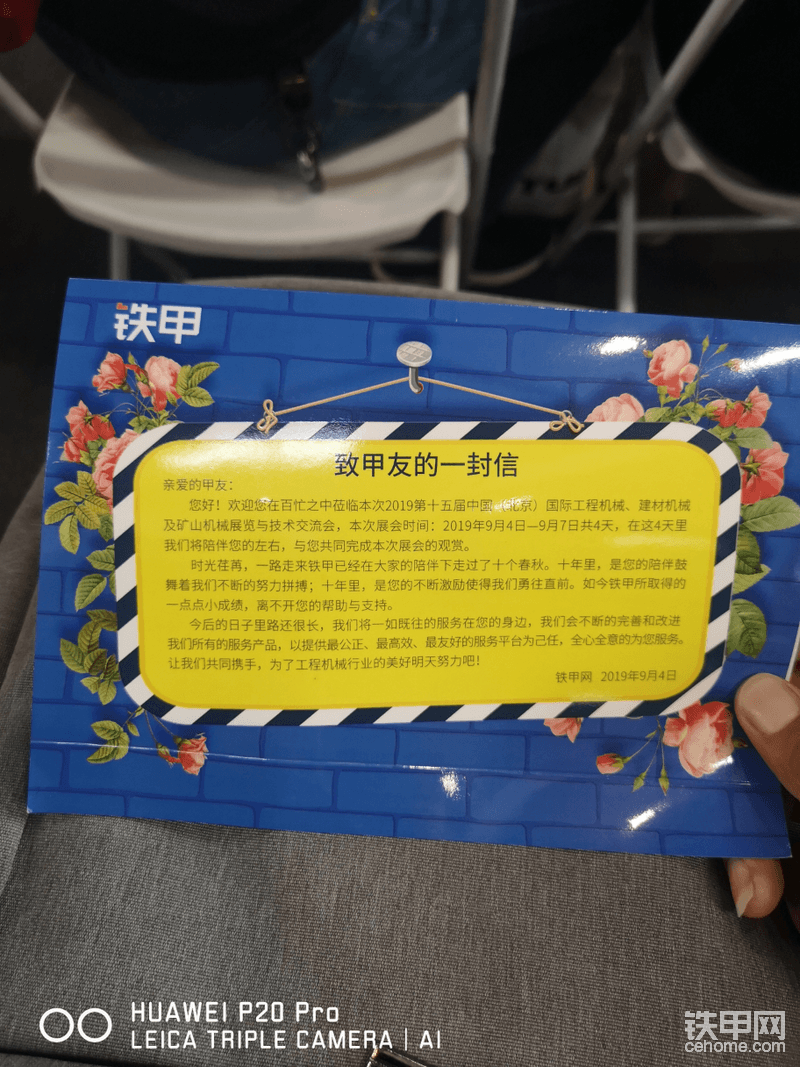 铁甲
致甲友的一封信
亲爱的甲友：
您好！欢迎您在百忙之中莅临本次2019第十五届中国（北京）国际工程机械、建材机械
及矿山机械展览与技术交流会，本次展会时间：2019年9月4日—9月7日共4天，在这4天里
我们将陪伴您的左右，与您共同完成本次展会的观赏。
时光荏苒，一路走来铁甲已经在大家的陪伴下走过了十个春秋。十年里，是您的陪伴鼓
舞着我们不断的努力拼搏；十年里，是您的不断激励使得我们勇往直前。如今铁甲所取得的
一点点小成绩，离不开您的帮助与支持。
今后的日子里路还很长，我们将一如既往的服务在您的身边，我们会不断的完善和改进
我们所有的服务产品，以提供最公正、最高效、最友好的服务平台为己任，全心全意的为您服务。
让我们共同携手，为了工程机械行业的美好明天努力吧！
铁甲网 2019年9月4日
HUAWEI P20 Pro
LEICA TRIPLE CAMERA | AI
铁甲网
cehome.com